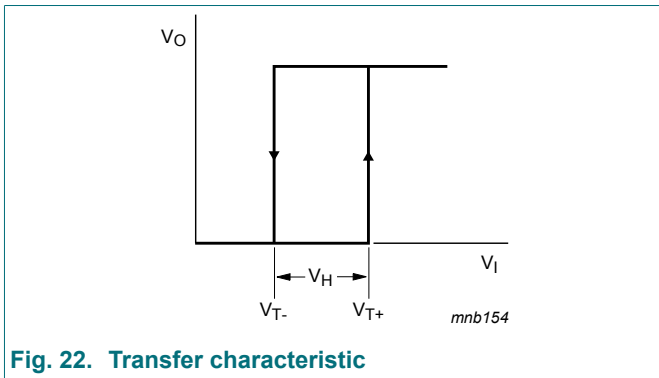 VO
VI
VH
VT-
VT+
mnb154
Fig. 22. Transfer characteristic